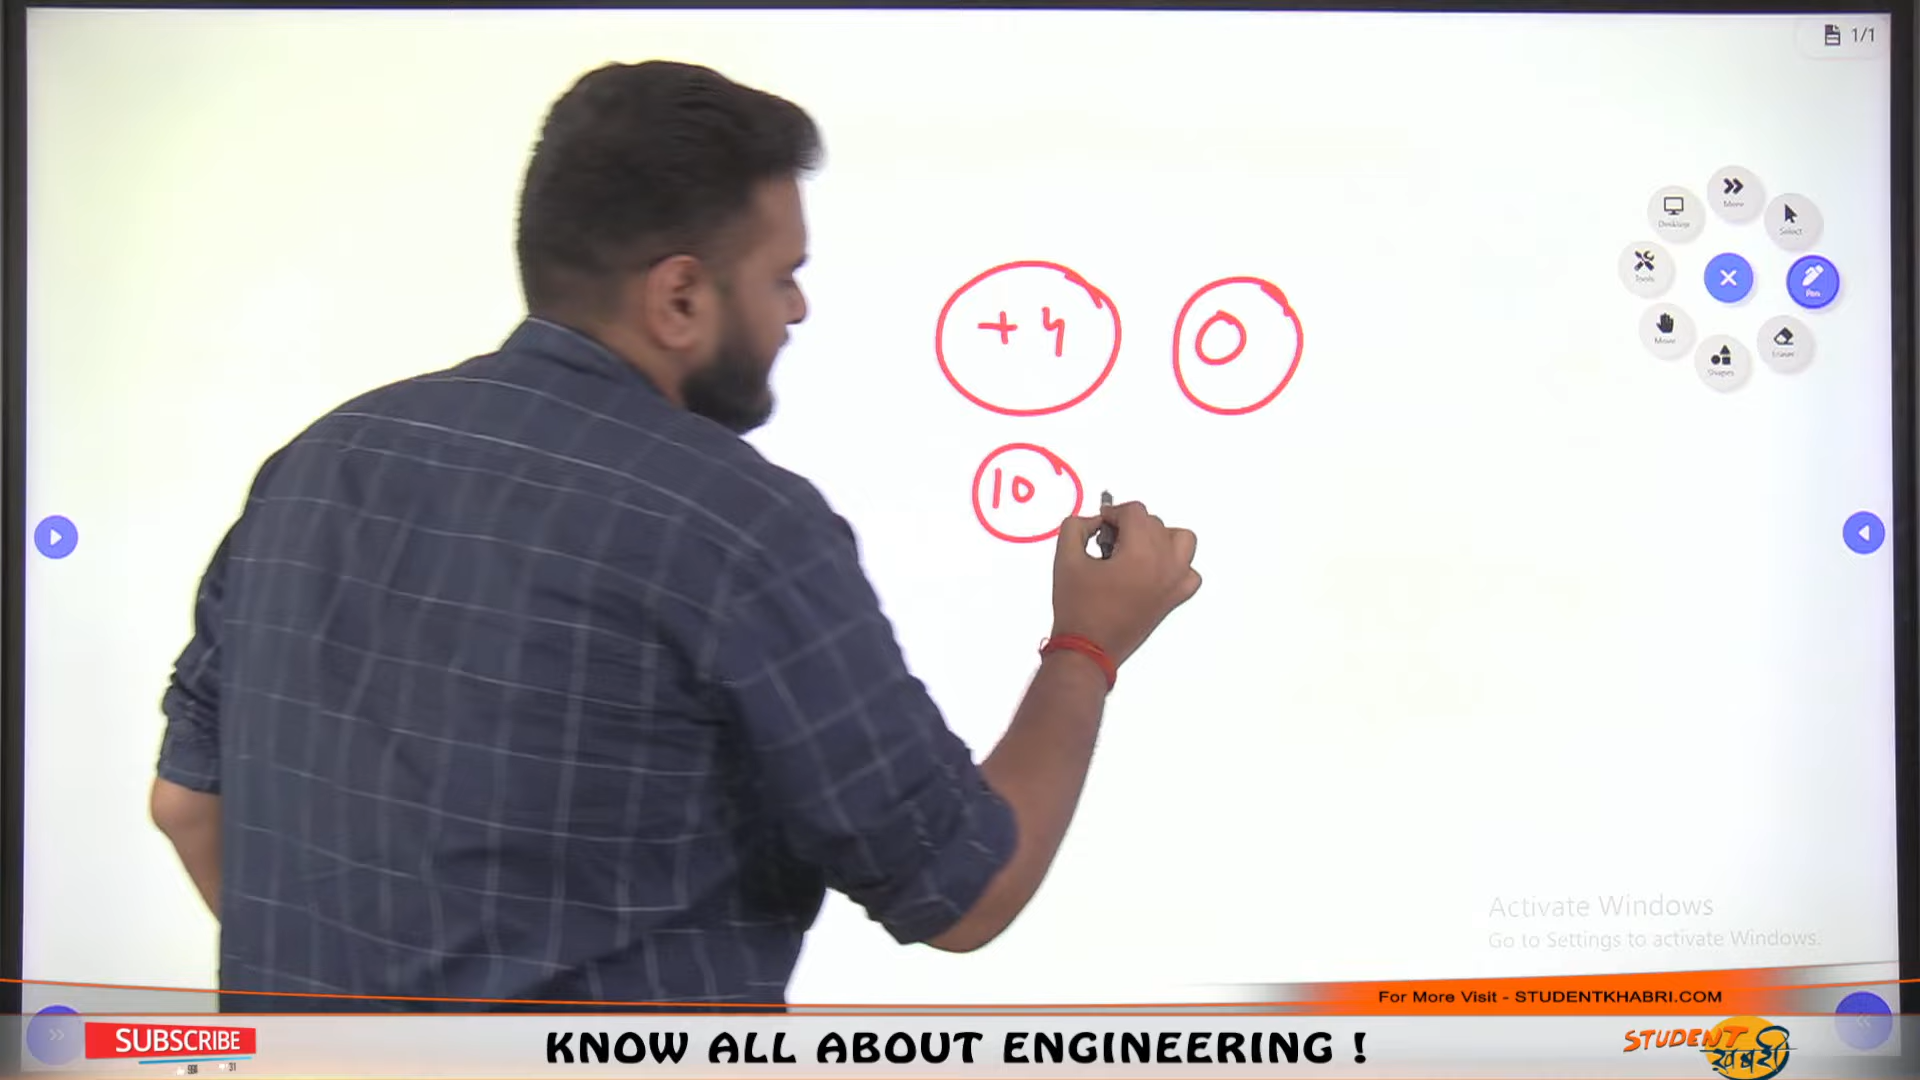 1/1
More
Desktop
Select
Tools
Pen
Move
Eraser
Shapes
+4 0
10
Activate Windows
Go to Settings to activate Windows.
For More Visit - STUDENTKHABRI.COM
SUBSCRIBE
KNOW ALL ABOUT ENGINEERING !
STUDENT
ख़बरी